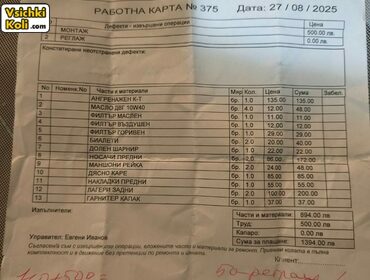 Vsichki
Koli.com
РАБОТНА КАРТА № 375 Дата: 27 / 08 / 2025
Дефекти - извършени операции Цена
1 МОНТАЖ 500.00 лв.
2 РЕГЛАЖ 0.00 лв.
Констатирани неотстранени дефекти:
No Номенк.No Части и материали Мяр Кол. Цена Сума Забел.
1 АНГРЕНАЖЕН К-Т бр. 1.0 135.00 135.00
2 МАСЛО ДВГ 10W40 бр. 4.0 12.00 48.00
3 ФИЛТЪР МАСЛЕН бр. 1.0 11.00 11.00
4 ФИЛТЪР ВЪЗДУШЕН бр. 1.0 12.00 12.00
5 ФИЛТЪР ГОРИВЕН бр. 1.0 29.00 29.00
6 БИАЛЕТИ бр. 2.0 20.00 40.00
7 ДОЛЕН ШАРНИР бр. 1.0 22.00 22.00
8 НОСАЧИ ПРЕДНИ бр. 2.0 86.00 172.00
9 МАНШОНИ РЕЙКА бр. 2.0 24.00 48.00
10 ДЯСНО КАРЕ бр. 1.0 55.00 55.00
11 НАКЛАДКИ ПРЕДНИ бр. 1.0 55.00
12 ЛАГЕРИ ЗАДНИ бр. 2.0 100.00 200.00
13 ГАРНИТЕР КАПАК бр. 1.0
Изпълнители:
Части и материали: 894.00 лв.
Труд: 500.00 лв.
Капаро: 0.00 лв.
Сума за плащане: 1394.00 лв.
Управител: Евгени Иванов
Клиент: